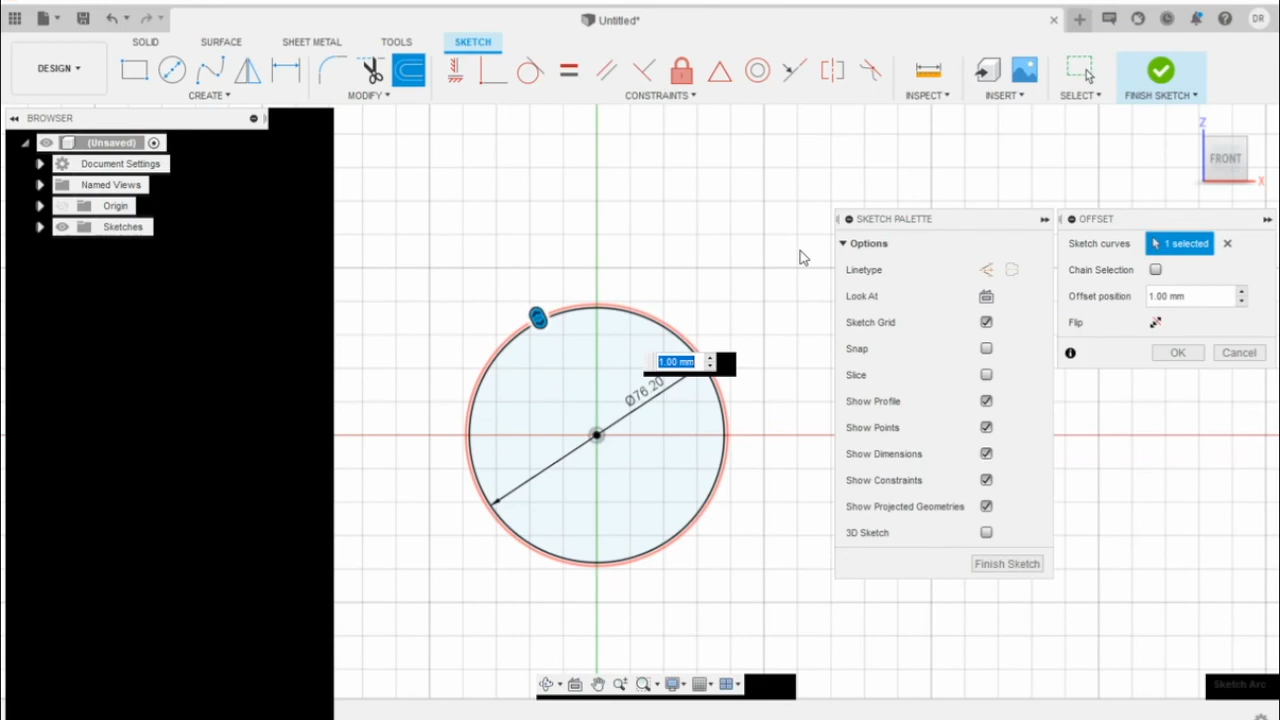 Untitled*
DR
SOLID
SURFACE
SHEET METAL
TOOLS
SKETCH
DESIGN
CREATE
MODIFY
CONSTRAINTS
INSPECT
INSERT
SELECT
FINISH SKETCH
BROWSER
(Unsaved)
Document Settings
Named Views
Origin
Sketches
Z
FRONT
X
SKETCH PALETTE
Options
Linetype
Look At
Sketch Grid
Snap
Slice
Show Profile
Show Points
Show Dimensions
Show Constraints
Show Projected Geometries
3D Sketch
Finish Sketch
OFFSET
Sketch curves 1 selected
Chain Selection
Offset position 1.00 mm
Flip
OK Cancel
1.00 mm
Ø76.20
Sketch Arc